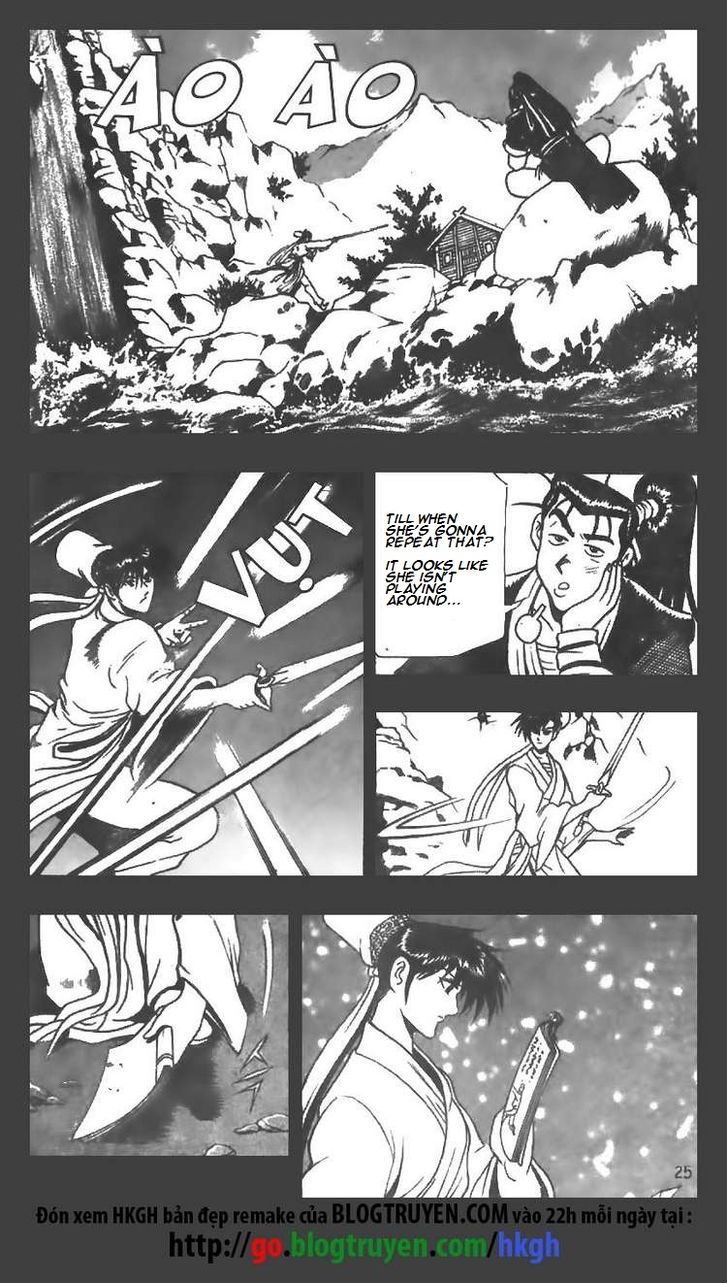 ÀO ÀO
VỤT
TILL WHEN
SHE'S GONNA
REPEAT THAT?
IT LOOKS LIKE
SHE ISN'T
PLAYING
AROUND...
25
Đón xem HKGH bản đẹp remake của BLOGTRUYEN.COM vào 22h mỗi ngày tại :
http://go.blogtruyen.com/hkgh